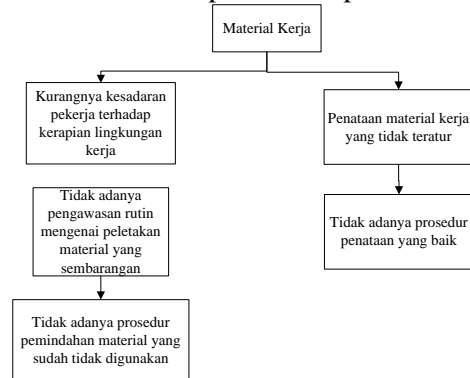 Material Kerja
Kurangnya kesadaran
pekerja terhadap
kerapian lingkungan
kerja
Penataan material kerja
yang tidak teratur
Tidak adanya
pengawasan rutin
mengenai peletakan
material yang
sembarangan
Tidak adanya prosedur
penataan yang baik
Tidak adanya prosedur
pemindahan material yang
sudah tidak digunakan